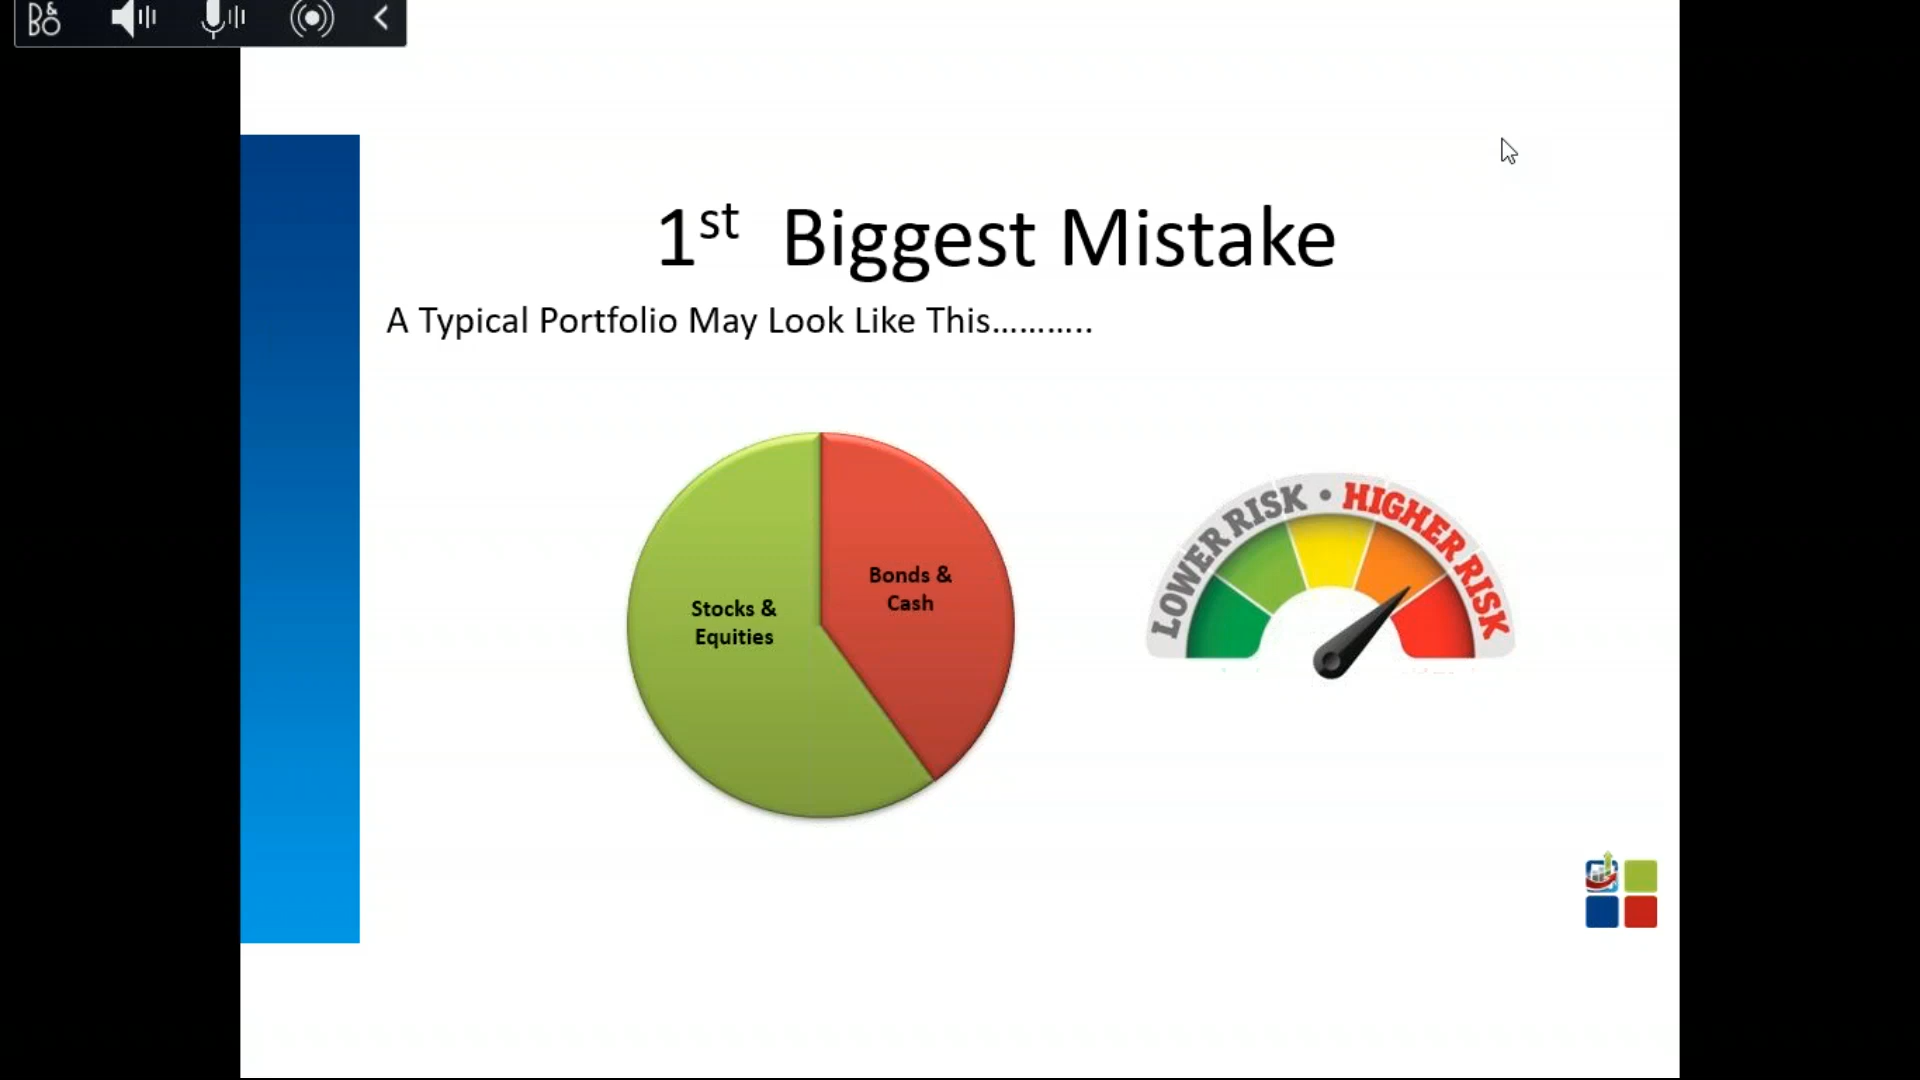 B&O
1st Biggest Mistake
A Typical Portfolio May Look Like This………..
Stocks &
Equities
Bonds &
Cash
LOWER RISK • HIGHER RISK